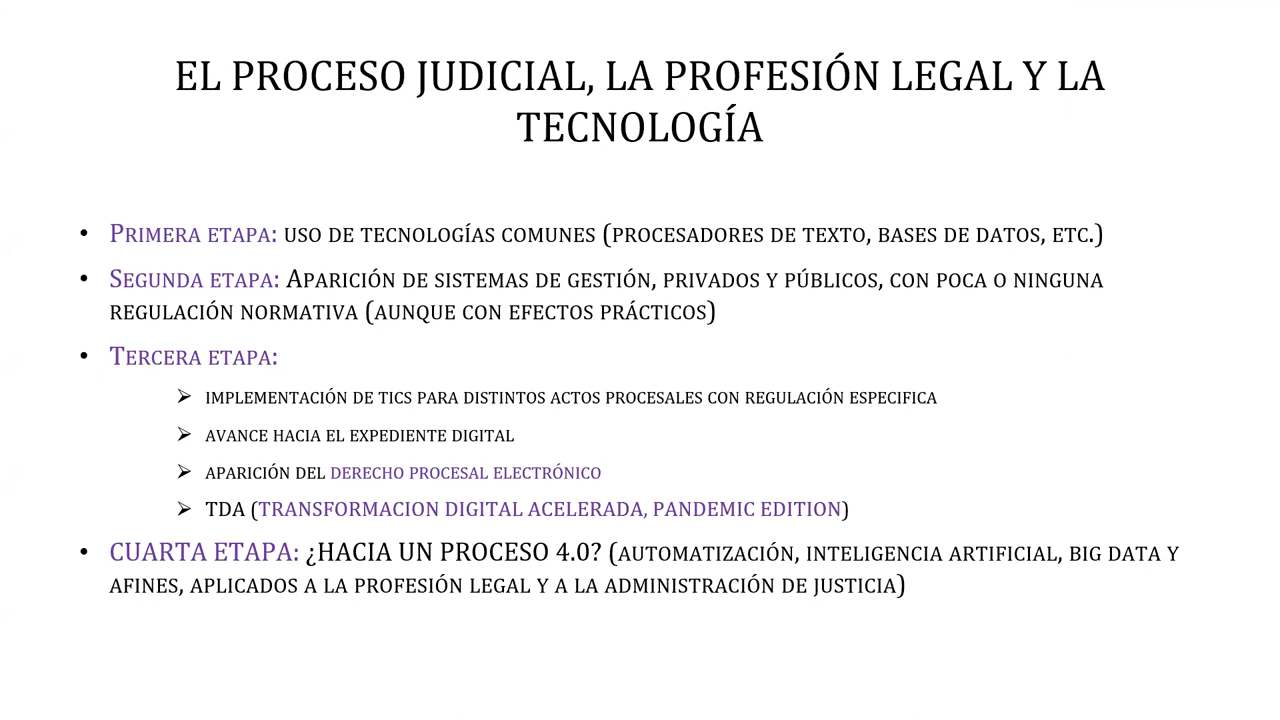 EL PROCESO JUDICIAL, LA PROFESIÓN LEGAL Y LA
TECNOLOGÍA
• Primera etapa: uso de tecnologías comunes (procesadores de texto, bases de datos, etc.)
• Segunda etapa: Aparición de sistemas de gestión, privados y públicos, con poca o ninguna
regulación normativa (aunque con efectos prácticos)
• Tercera etapa:
➢ implementación de tics para distintos actos procesales con regulación especifica
➢ avance hacia el expediente digital
➢ aparición del derecho procesal electrónico
➢ TDA (TRANSFORMACION DIGITAL ACELERADA, PANDEMIC EDITION)
• CUARTA ETAPA: ¿HACIA UN PROCESO 4.0? (automatización, inteligencia artificial, big data y
afines, aplicados a la profesión legal y a la administración de justicia)